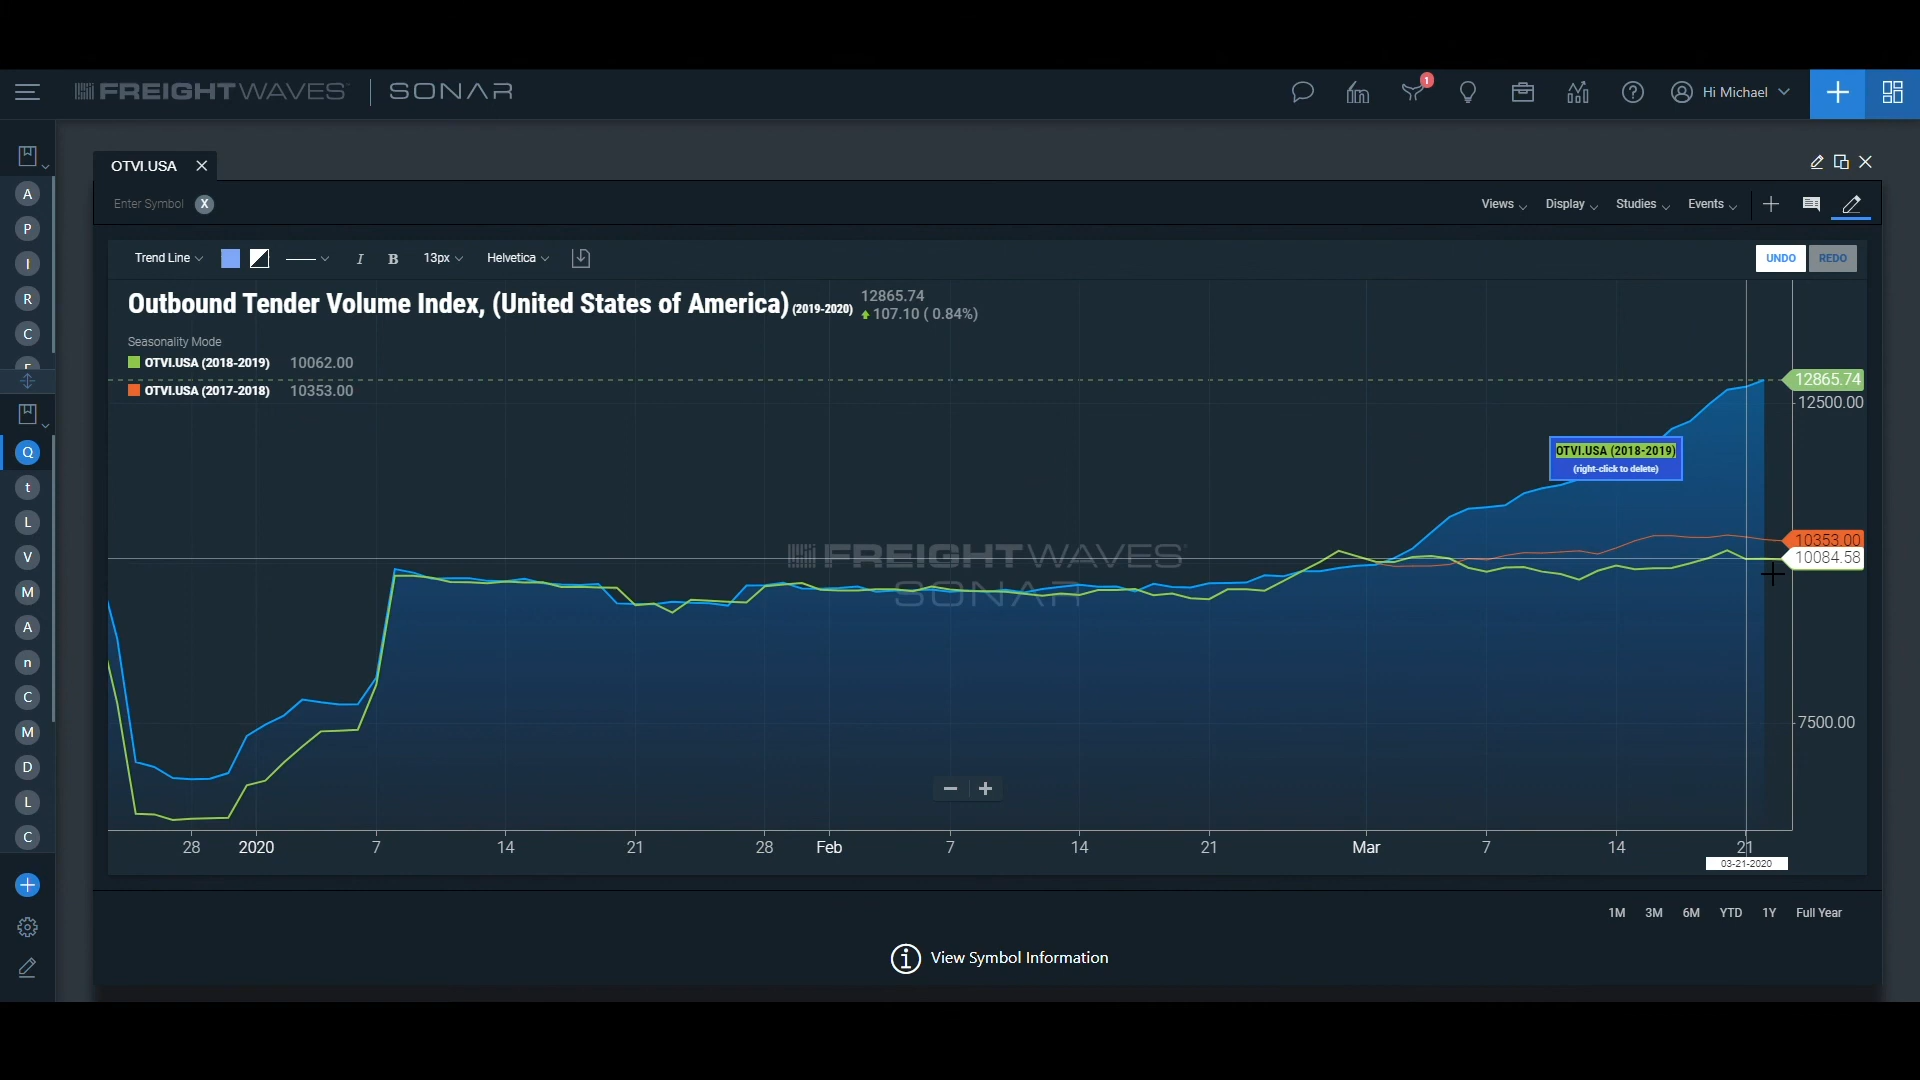 FREIGHTWAVES | SONAR
1
Hi Michael
OTVI.USA
Enter Symbol X
Views Display Studies Events
A
P
I
R
C
Q
t
L
V
M
A
n
C
M
D
L
C
Trend Line I B 13px Helvetica UNDO REDO
Outbound Tender Volume Index, (United States of America) (2019-2020) 12865.74
107.10 ( 0.84%)
Seasonality Mode
OTVI.USA (2018-2019) 10062.00
OTVI.USA (2017-2018) 10353.00
12865.74
12500.00
OTVI.USA (2018-2019)
(right-click to delete)
10353.00
10084.58
FREIGHTWAVES
SONAR
7500.00
28 2020 7 14 21 28 Feb 7 14 21 Mar 7 14 21
03-21-2020
1M 3M 6M YTD 1Y Full Year
View Symbol Information